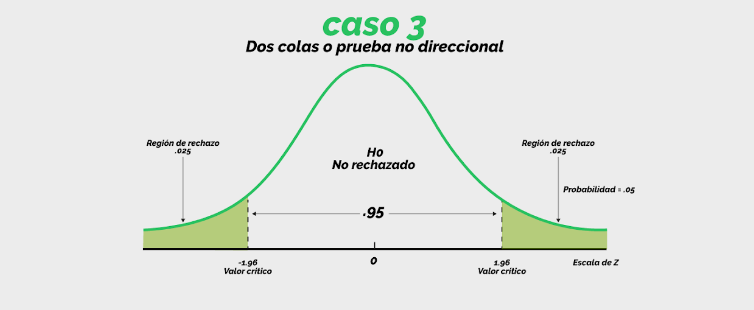 caso 3
Dos colas o prueba no direccional
Región de rechazo
.025
Región de rechazo
.025
H0
No rechazado
Probabilidad = .05
.95
-1.96
Valor crítico
0
1.96
Valor crítico
Escala de Z